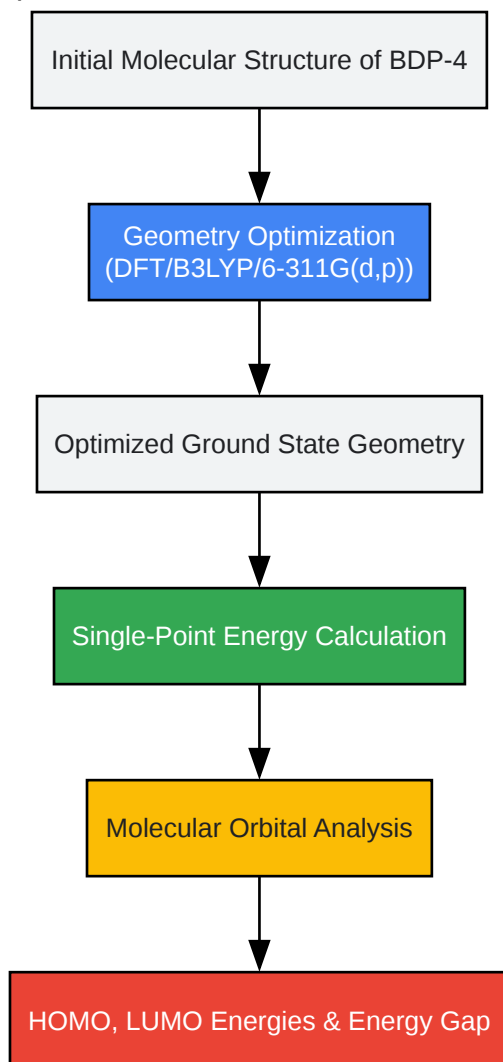 Initial Molecular Structure of BDP-4
Geometry Optimization
(DFT/B3LYP/6-311G(d,p))
Optimized Ground State Geometry
Single-Point Energy Calculation
Molecular Orbital Analysis
HOMO, LUMO Energies & Energy Gap